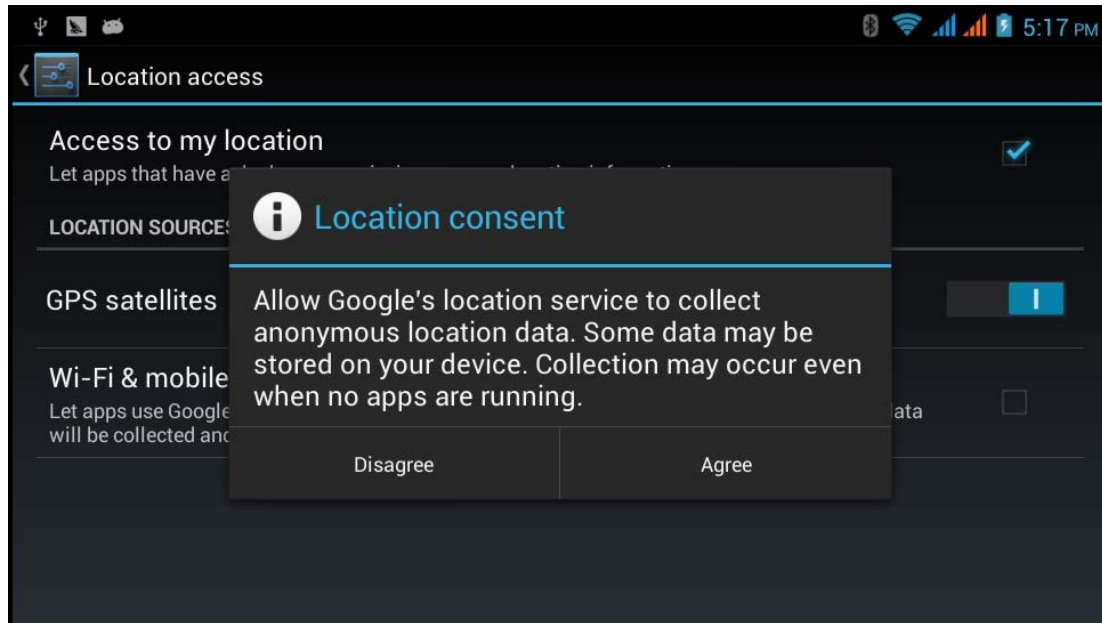 5:17 PM
Location access
Access to my location
Let apps that have a
LOCATION SOURCES
Location consent
GPS satellites
Allow Google's location service to collect
anonymous location data. Some data may be
stored on your device. Collection may occur even
when no apps are running.
Wi-Fi & mobile
Let apps use Google
data
will be collected and
Disagree
Agree